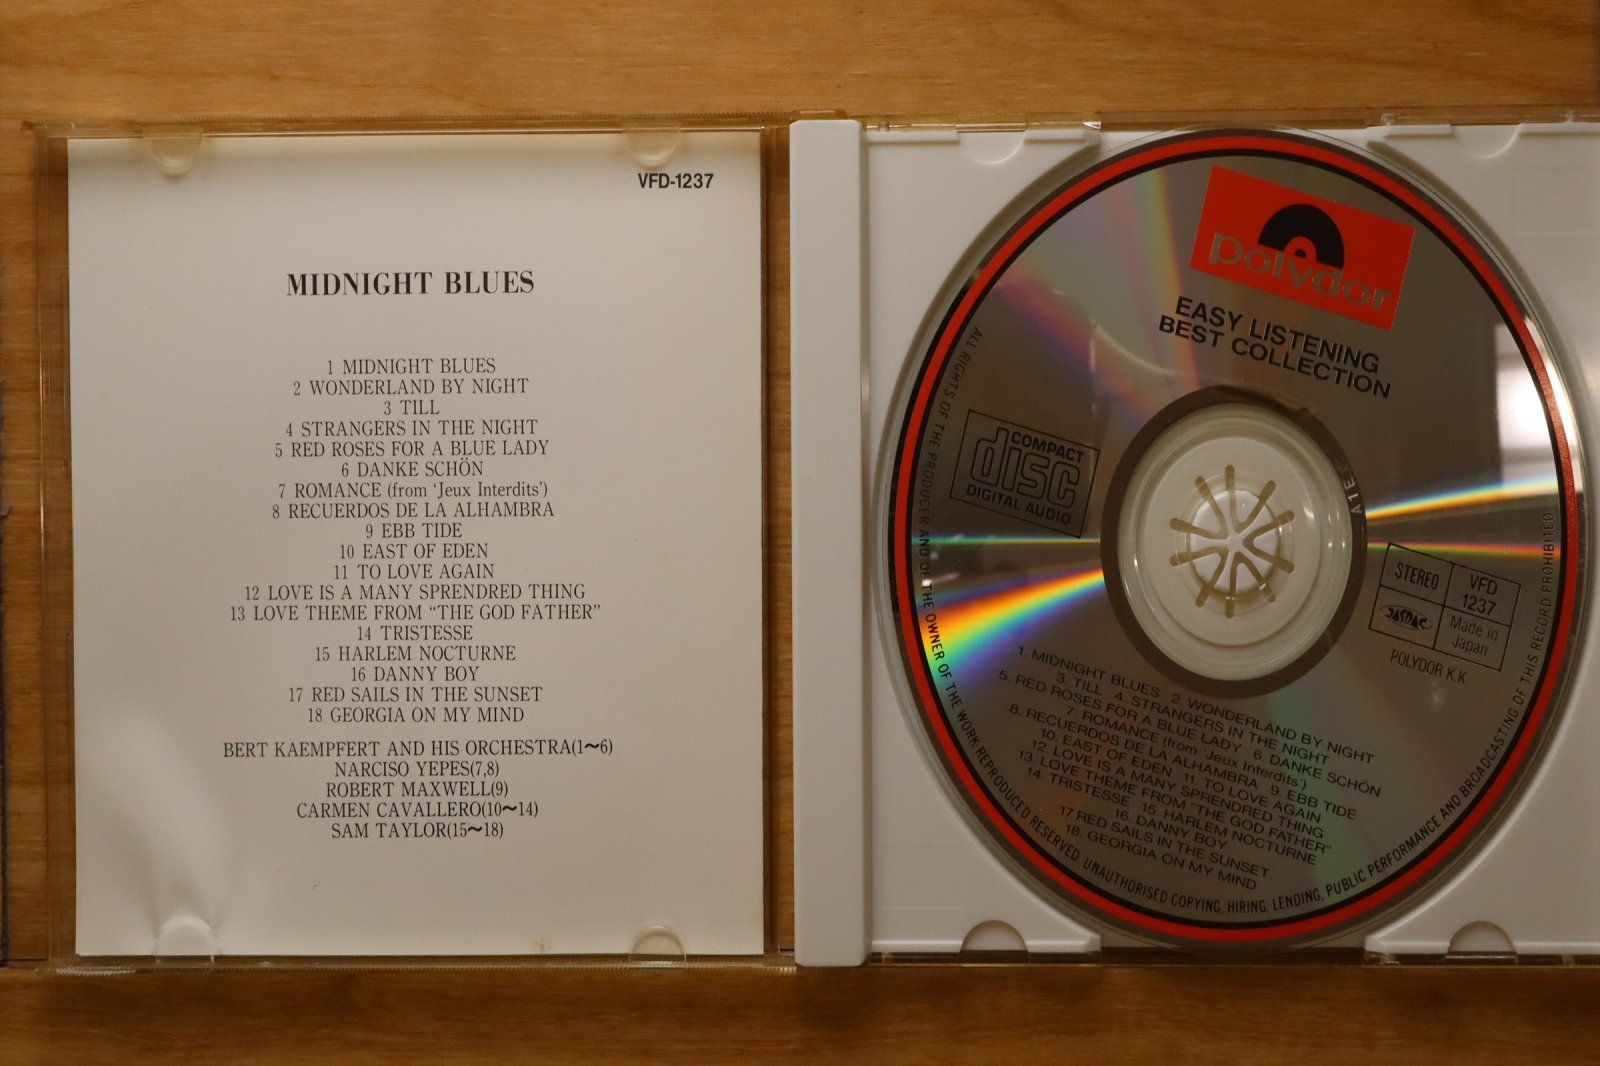 VFD-1237
MIDNIGHT BLUES
1 MIDNIGHT BLUES
2 WONDERLAND BY NIGHT
3 TILL
4 STRANGERS IN THE NIGHT
5 RED ROSES FOR A BLUE LADY
6 DANKE SCHÖN
7 ROMANCE (from ‘Jeux Interdits’)
8 RECUERDOS DE LA ALHAMBRA
9 EBB TIDE
10 EAST OF EDEN
11 TO LOVE AGAIN
12 LOVE IS A MANY SPRENDRED THING
13 LOVE THEME FROM “THE GOD FATHER”
14 TRISTESSE
15 HARLEM NOCTURNE
16 DANNY BOY
17 RED SAILS IN THE SUNSET
18 GEORGIA ON MY MIND
BERT KAEMPFERT AND HIS ORCHESTRA(1〜6)
NARCISO YEPES(7,8)
ROBERT MAXWELL(9)
CARMEN CAVALLERO(10〜14)
SAM TAYLOR(15〜18)
polydor
EASY LISTENING
BEST COLLECTION
COMPACT
disc
DIGITAL AUDIO
STEREO
VFD
1237
JASRAC
Made in
Japan
POLYDOR K.K.
1. MIDNIGHT BLUES 2. WONDERLAND BY NIGHT
3. TILL 4. STRANGERS IN THE NIGHT
5. RED ROSES FOR A BLUE LADY 6. DANKE SCHÖN
7. ROMANCE (from ‘Jeux Interdits’)
8. RECUERDOS DE LA ALHAMBRA 9. EBB TIDE
10. EAST OF EDEN 11. TO LOVE AGAIN
12. LOVE IS A MANY SPRENDRED THING
13. LOVE THEME FROM “THE GOD FATHER”
14. TRISTESSE 15. HARLEM NOCTURNE
16. DANNY BOY
17. RED SAILS IN THE SUNSET
18. GEORGIA ON MY MIND
ALL RIGHTS OF THE PRODUCER AND OF THE OWNER OF THE WORK REPRODUCED RESERVED. UNAUTHORISED COPYING, HIRING, LENDING, PUBLIC PERFORMANCE AND BROADCASTING OF THIS RECORD PROHIBITED